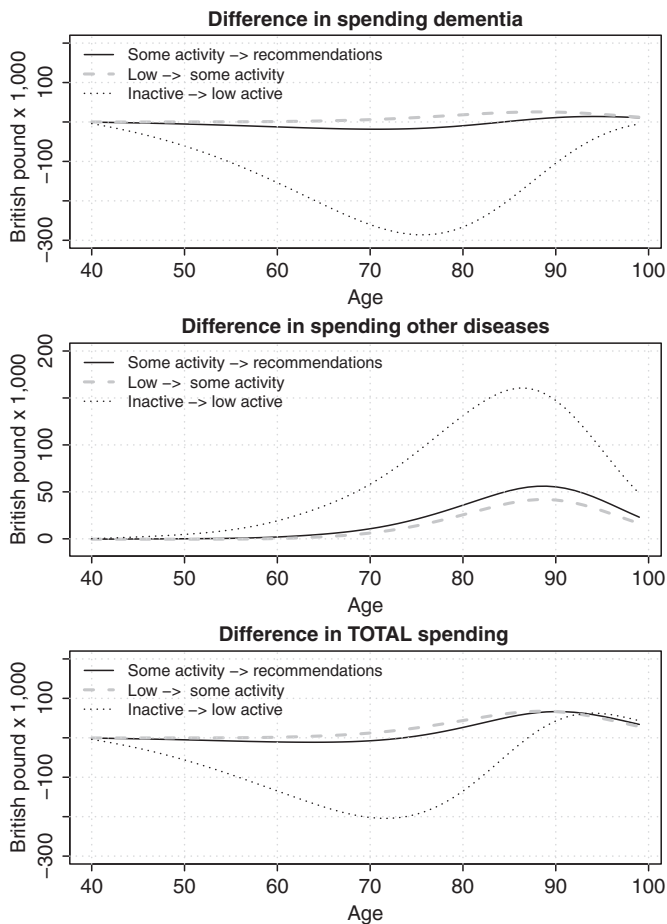 Difference in spending dementia
British pound x 1,000
100
−100
−300
Some activity −> recommendations
Low −> some activity
Inactive −> low active
40 50 60 70 80 90 100
Age
Difference in spending other diseases
British pound x 1,000
200
100
50
0
Some activity −> recommendations
Low −> some activity
Inactive −> low active
40 50 60 70 80 90 100
Age
Difference in TOTAL spending
British pound x 1,000
100
−100
−300
Some activity −> recommendations
Low −> some activity
Inactive −> low active
40 50 60 70 80 90 100
Age